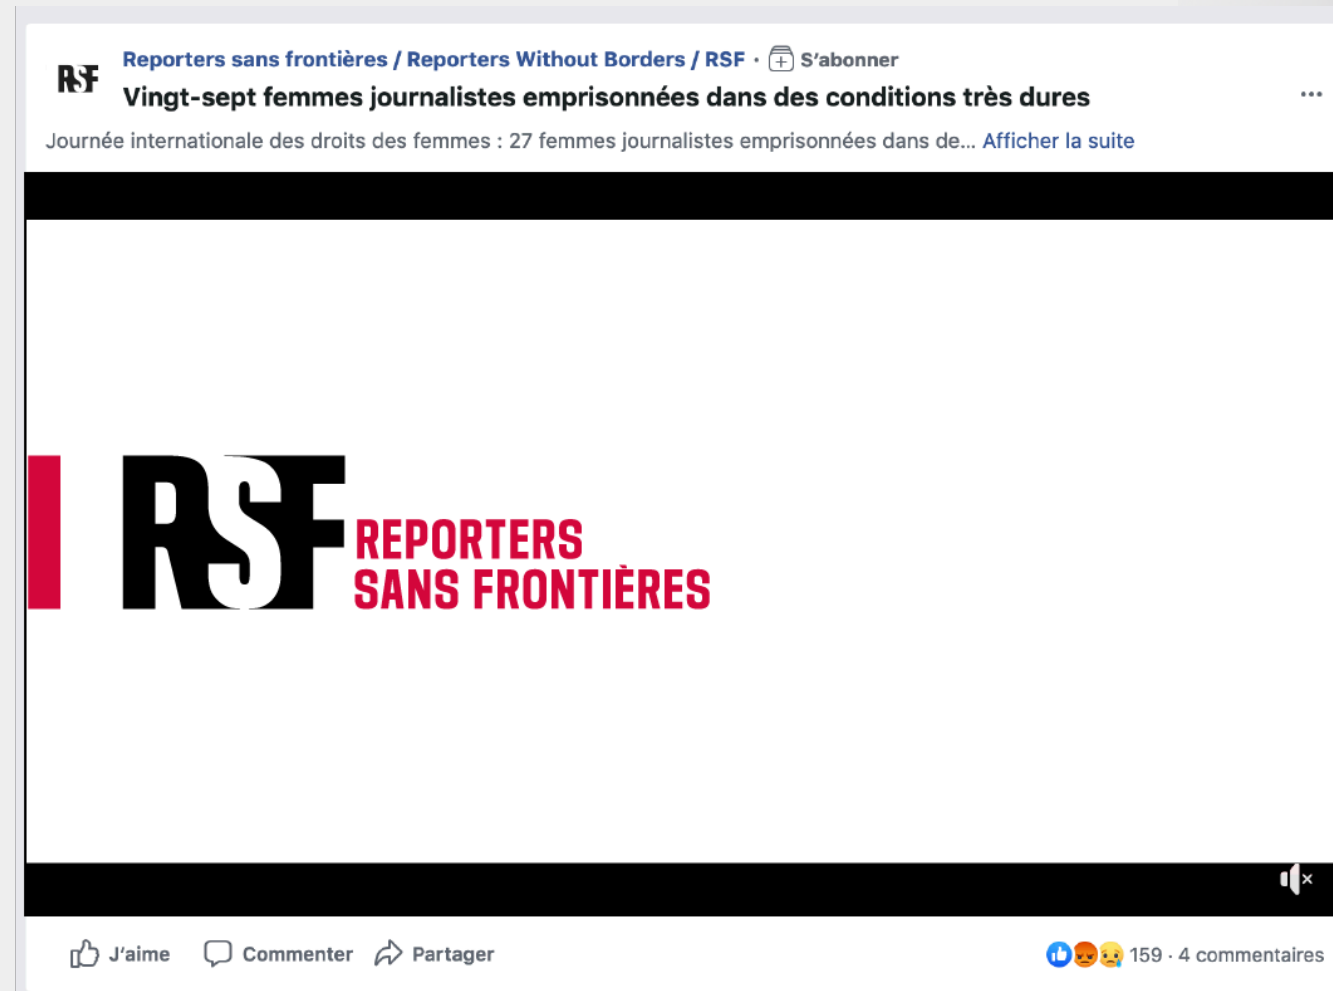 RSF
Reporters sans frontières / Reporters Without Borders / RSF · S’abonner
Vingt-sept femmes journalistes emprisonnées dans des conditions très dures
Journée internationale des droits des femmes : 27 femmes journalistes emprisonnées dans de... Afficher la suite
RSF REPORTERS
SANS FRONTIÈRES
J’aime Commenter Partager 159 · 4 commentaires